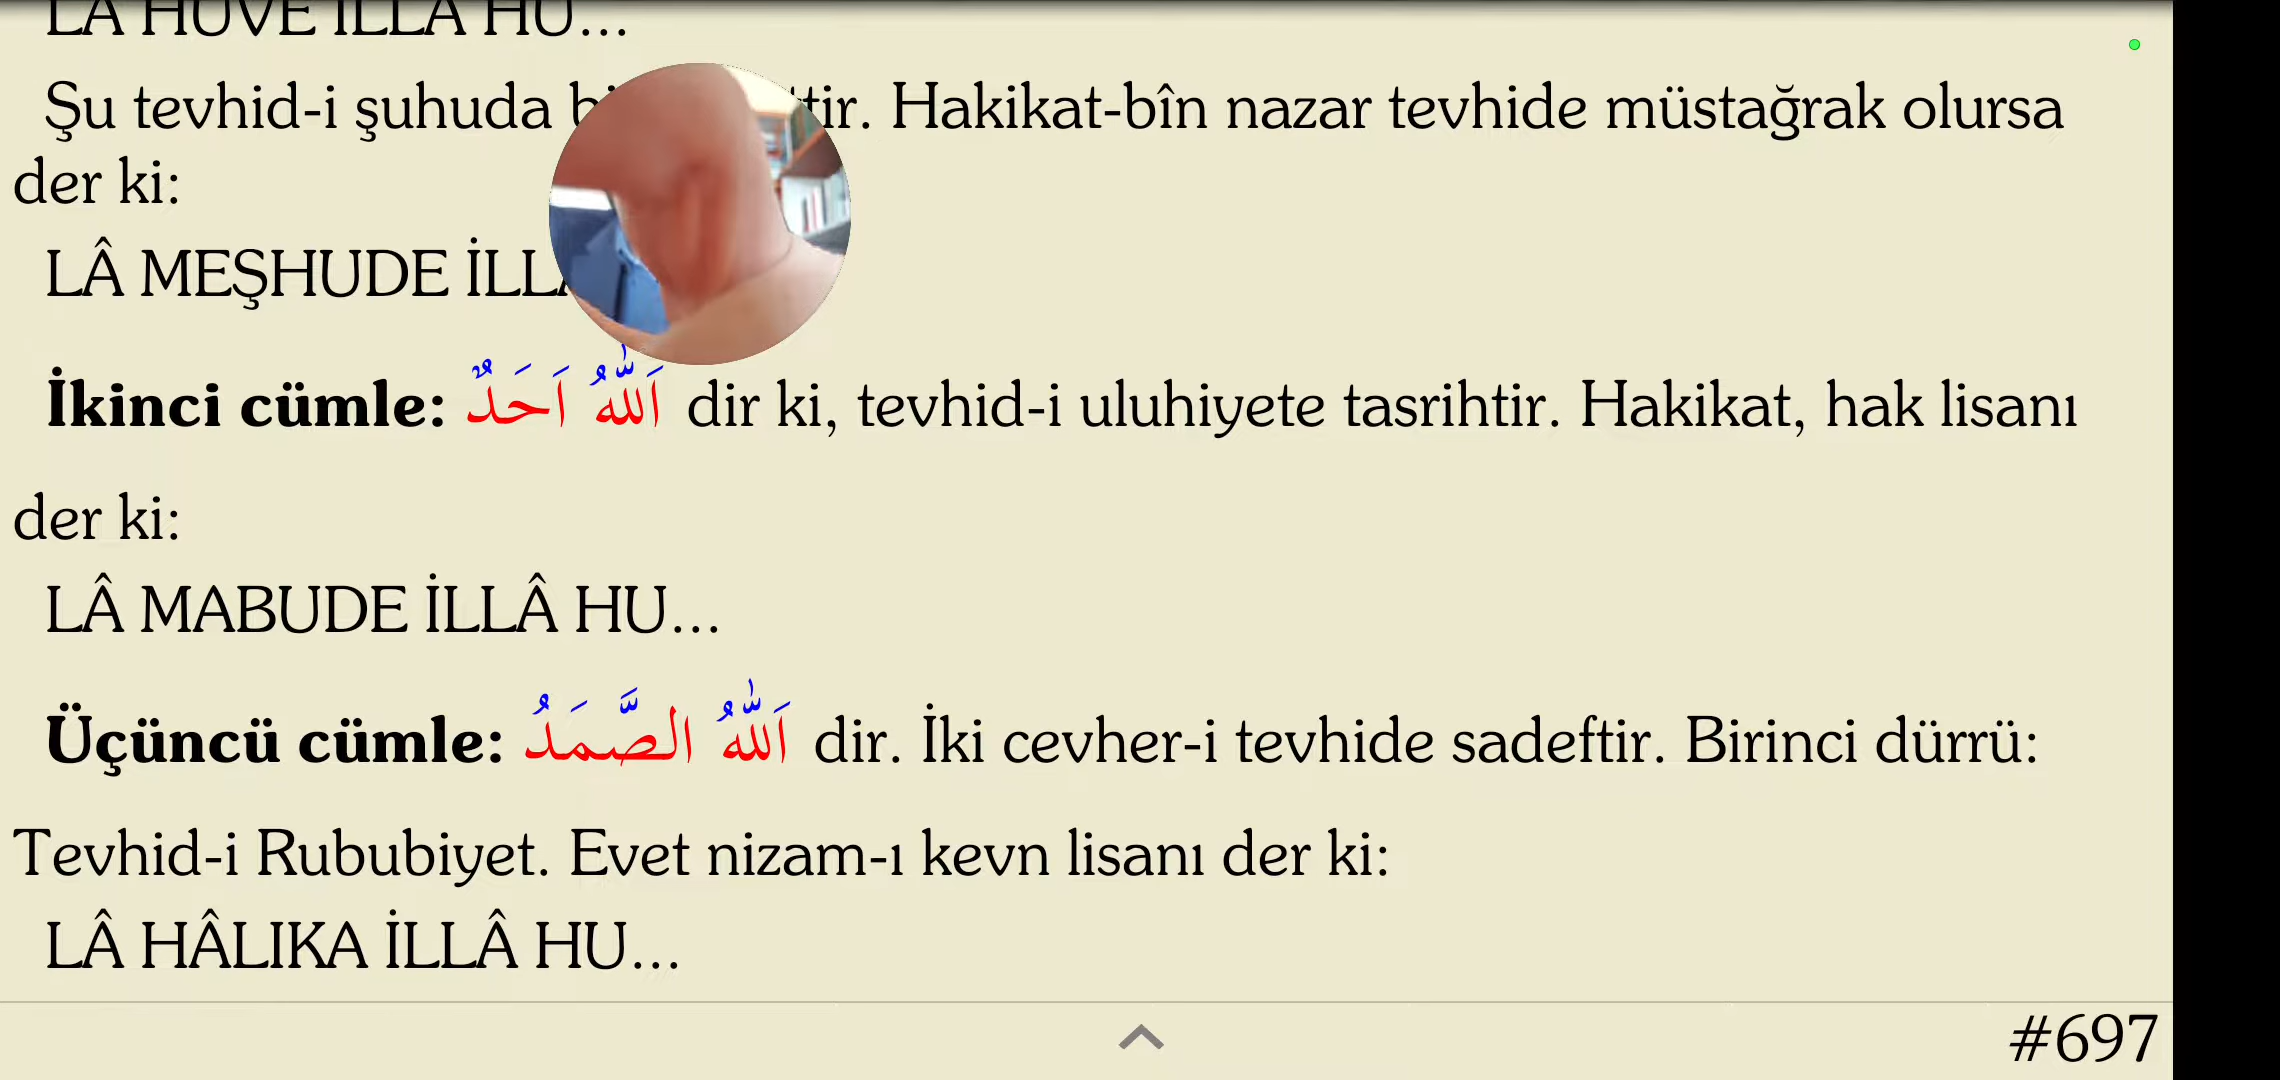 LÂ HUVE İLLÂ HU...
Şu tevhid-i şuhuda Hakikat-bîn nazar tevhide müstağrak olursa
der ki:
LÂ MEŞHUDE
İkinci cümle: اَللّٰهُ اَحَدٌ dir ki, tevhid-i uluhiyete tasrihtir. Hakikat, hak lisanı
der ki:
LÂ MABUDE İLLÂ HU...
Üçüncü cümle: اَللّٰهُ الصَّمَدُ dir. İki cevher-i tevhide sadeftir. Birinci dürrü:
Tevhid-i Rububiyet. Evet nizam-ı kevn lisanı der ki:
LÂ HÂLIKA İLLÂ HU...
#697